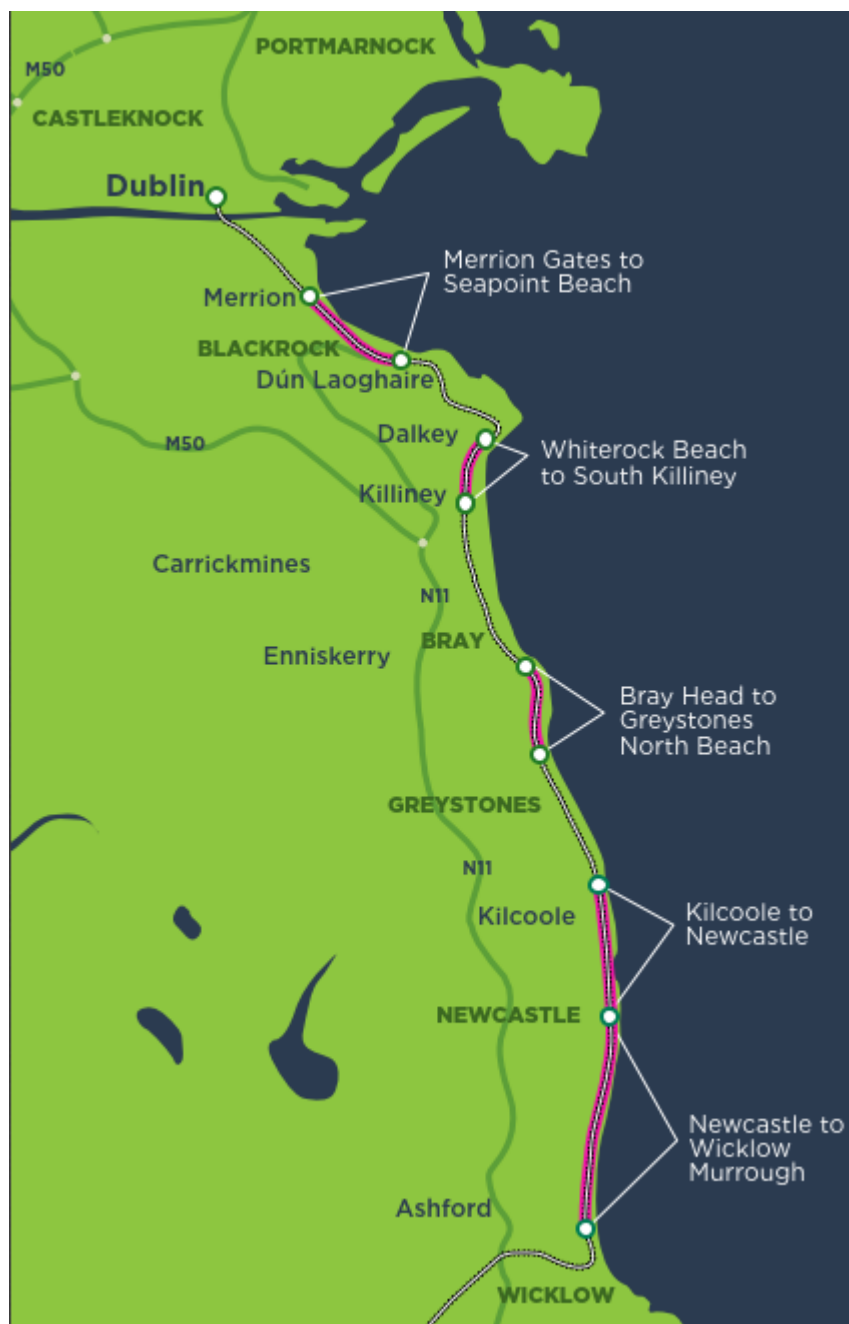 PORTMARNOCK
M50
CASTLEKNOCK
Dublin
Merrion Gates to
Seapoint Beach
Merrion
BLACKROCK
Dún Laoghaire
Dalkey
M50
Whiterock Beach
to South Killiney
Killiney
Carrickmines
N11
BRAY
Enniskerry
Bray Head to
Greystones
North Beach
GREYSTONES
N11
Kilcoole
Kilcoole to
Newcastle
NEWCASTLE
Newcastle to
Wicklow
Murrough
Ashford
WICKLOW